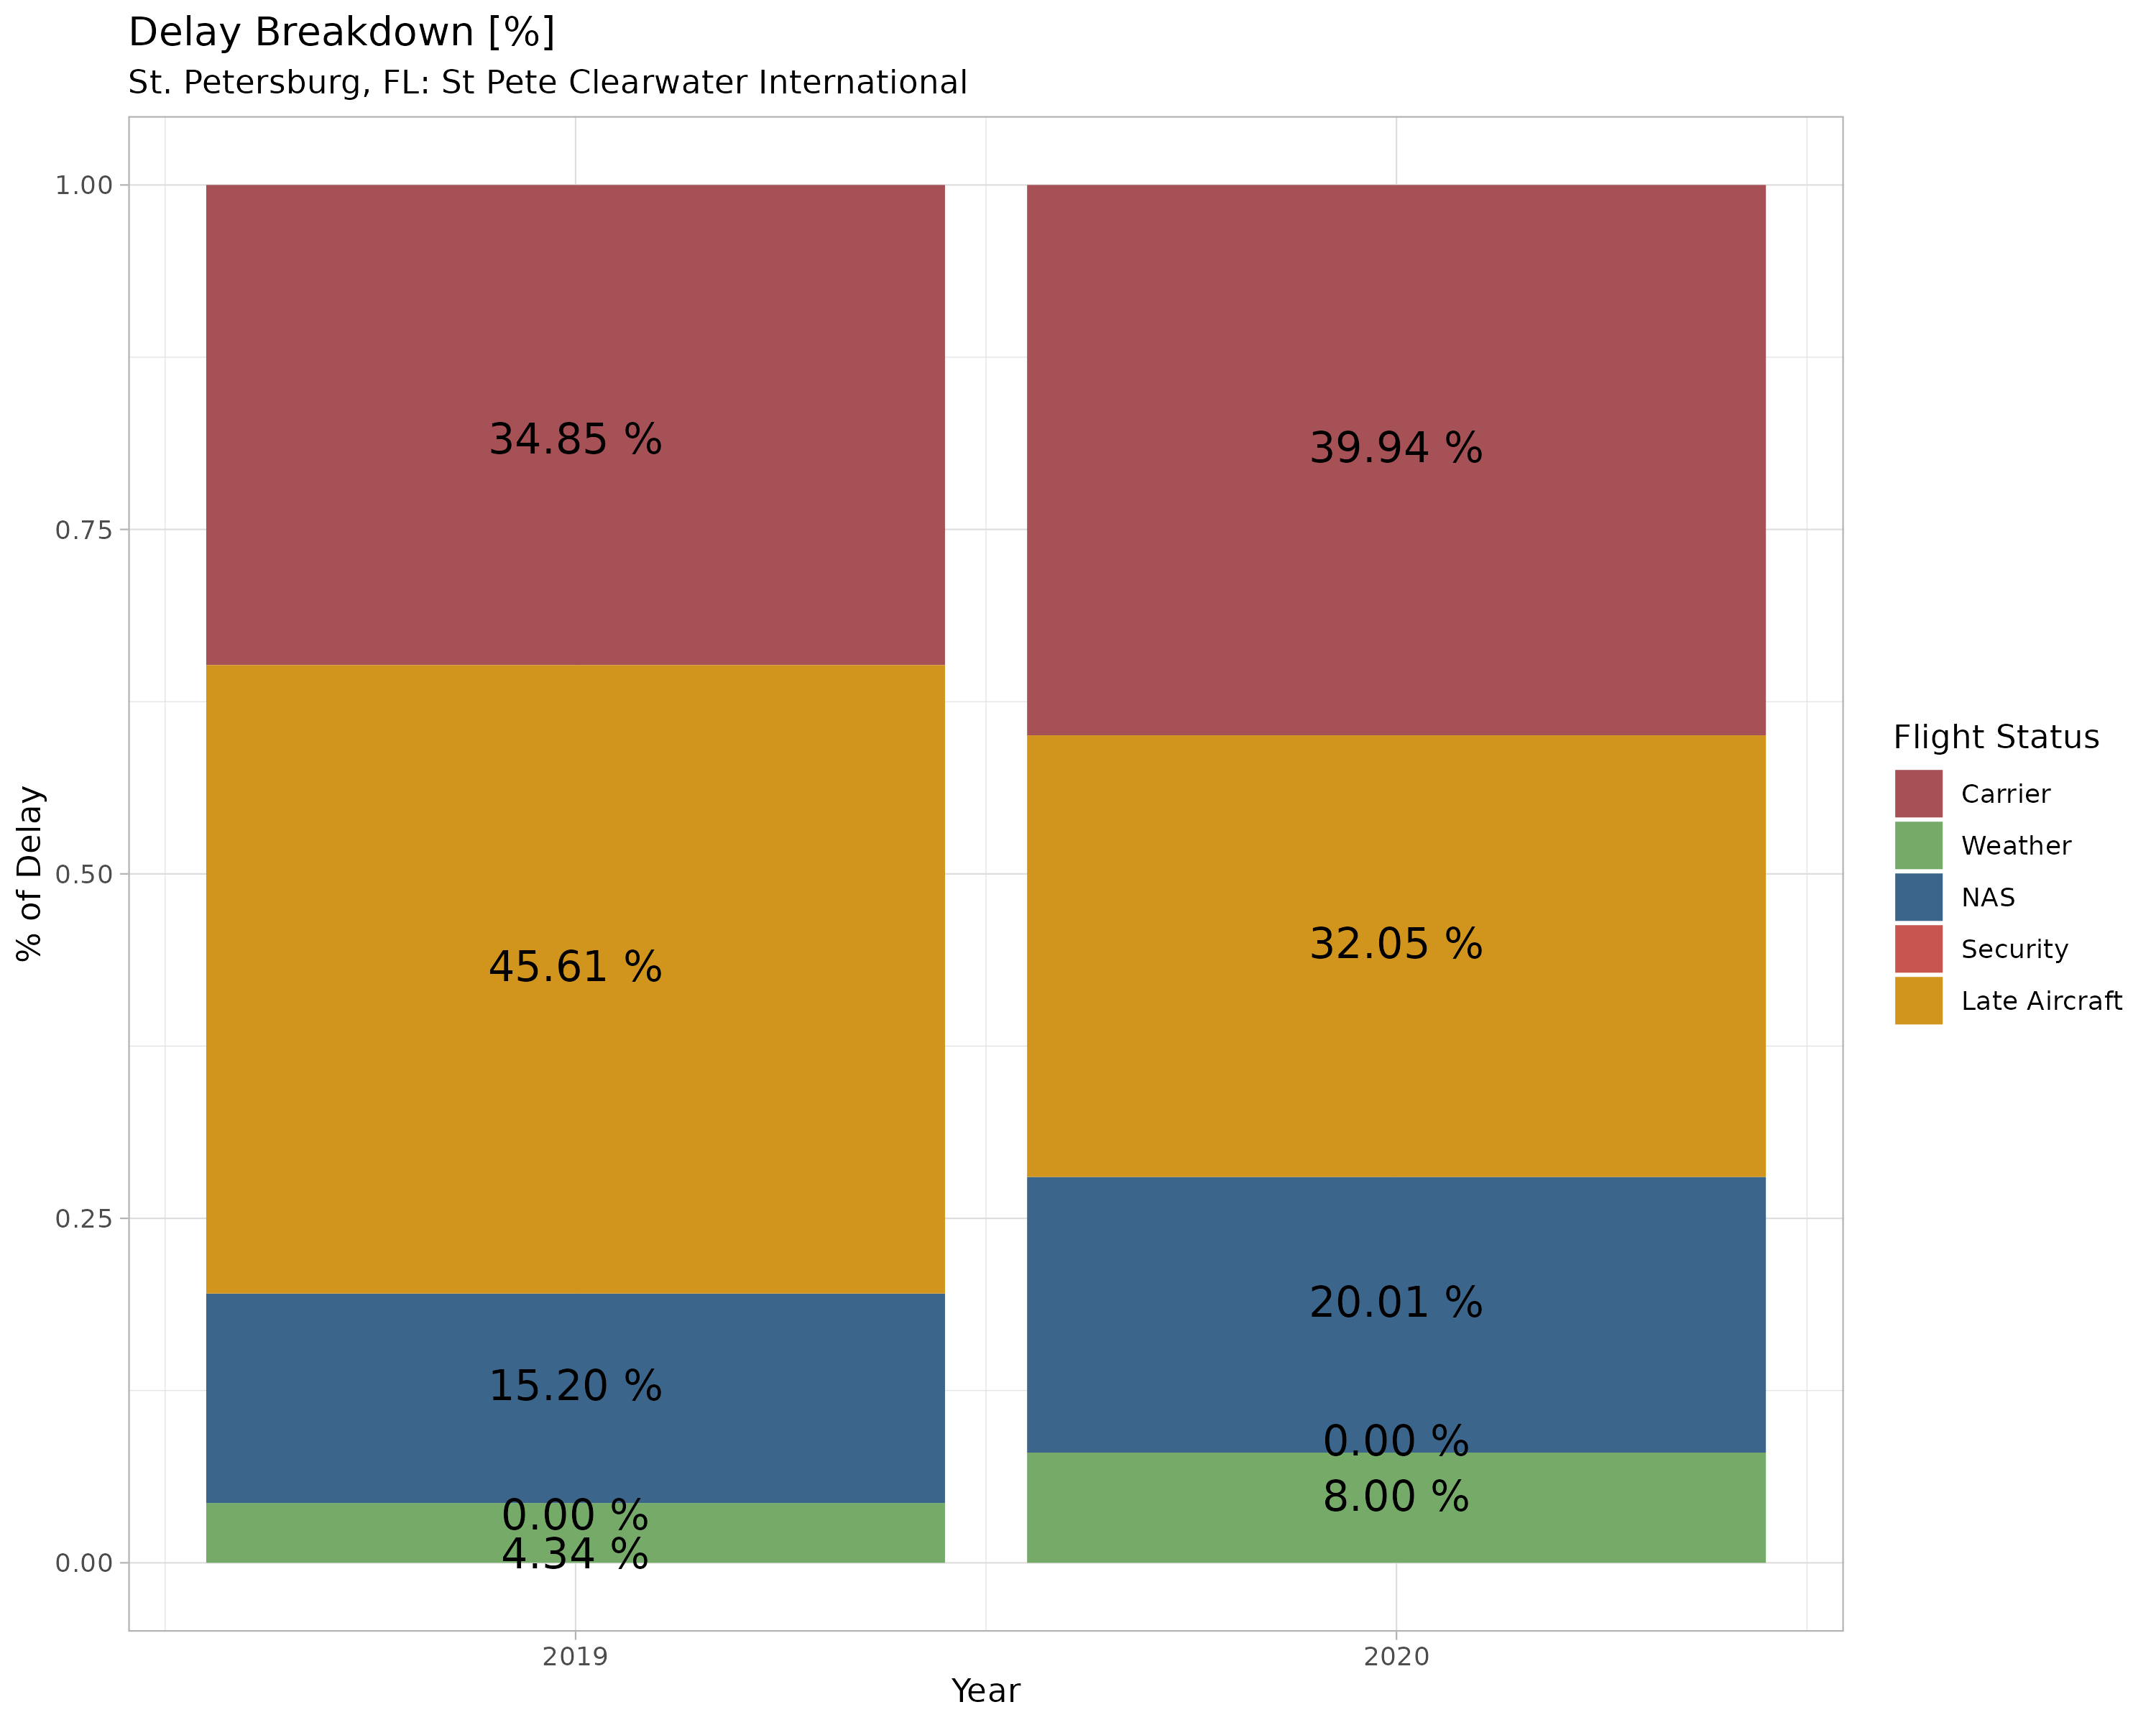 Delay Breakdown [%]
St. Petersburg, FL: St Pete Clearwater International
% of Delay
1.00
0.75
0.50
0.25
0.00
34.85 %
45.61 %
15.20 %
0.00 %
4.34 %
39.94 %
32.05 %
20.01 %
0.00 %
8.00 %
2019
2020
Year
Flight Status
Carrier
Weather
NAS
Security
Late Aircraft